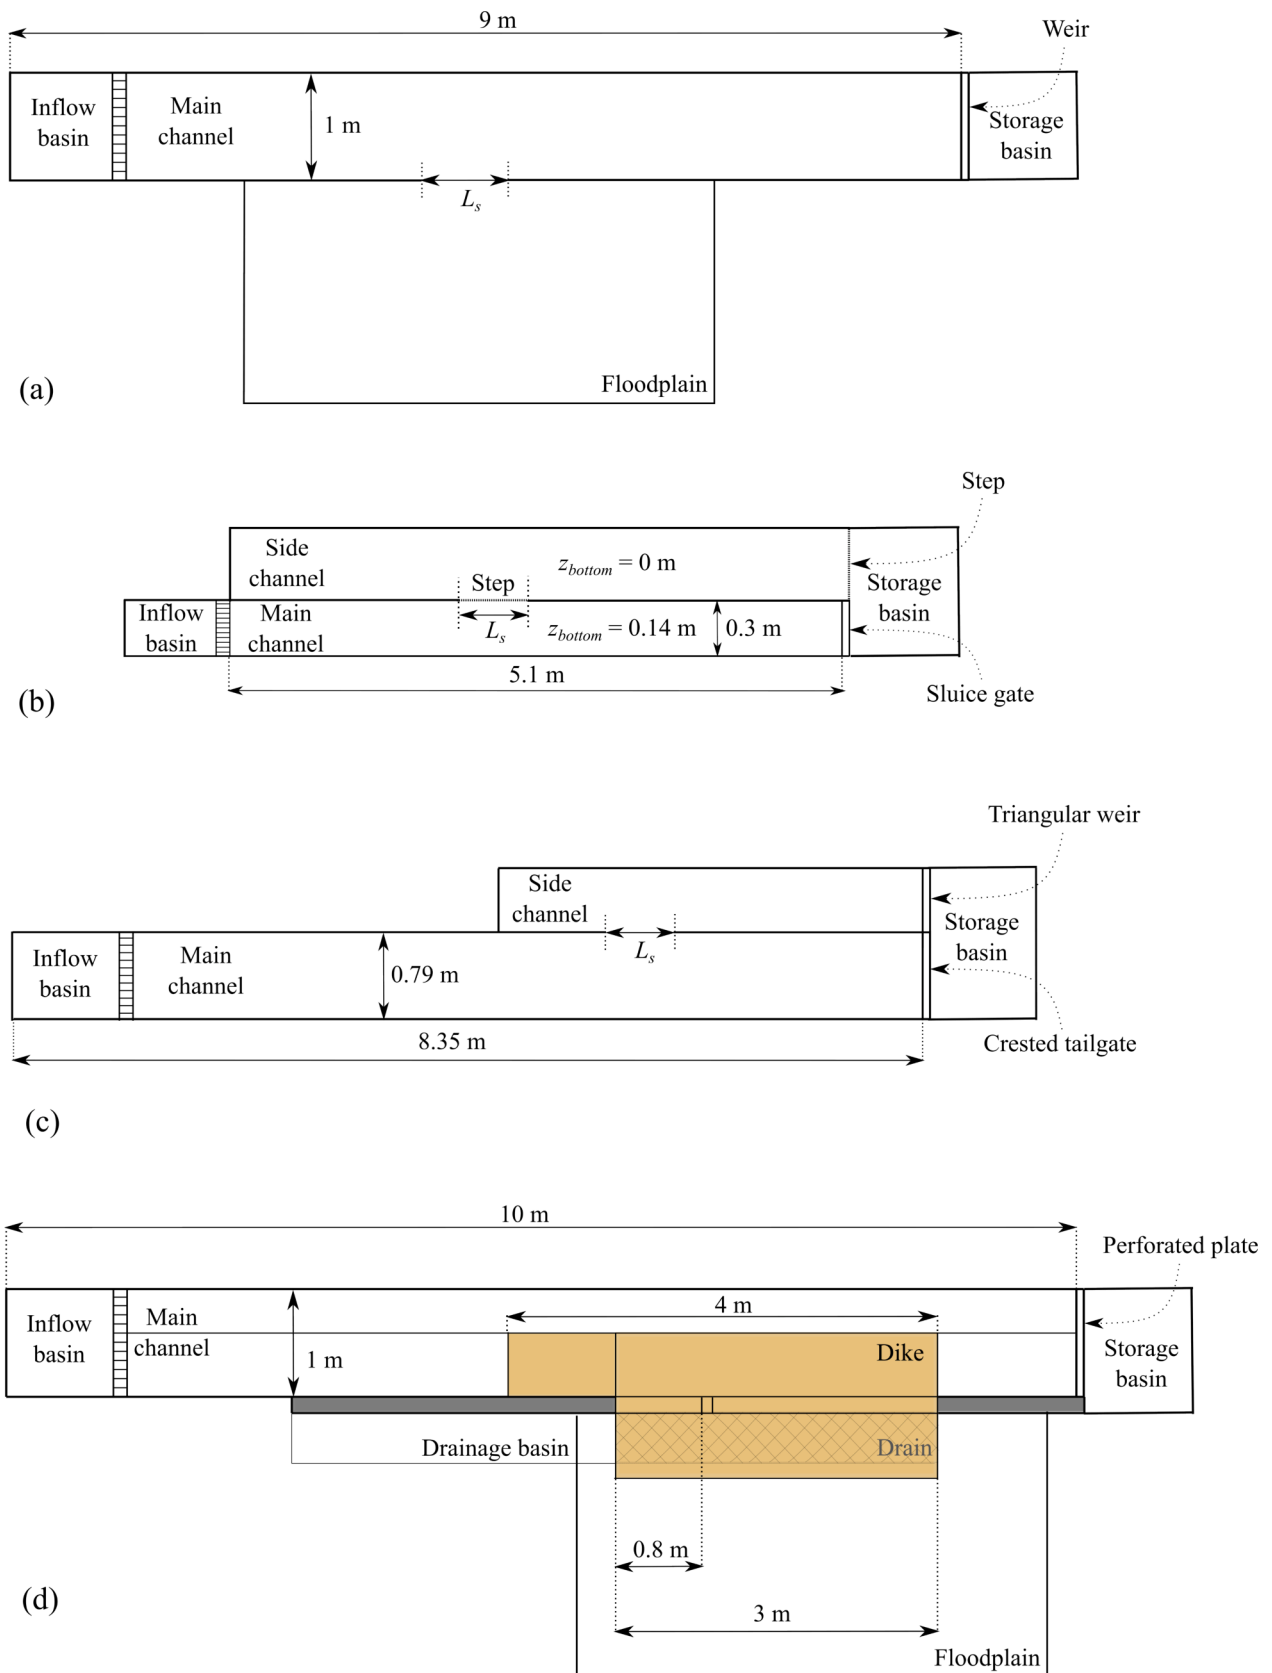 9 m
Weir
Inflow
basin
Main
channel
1 m
Storage
basin
Lₛ
Floodplain
(a)
Step
Side
channel
z_bottom = 0 m
Step
Storage
basin
Inflow
basin
Main
channel
Lₛ
z_bottom = 0.14 m
0.3 m
5.1 m
Sluice gate
(b)
Triangular weir
Side
channel
Storage
basin
Lₛ
Inflow
basin
Main
channel
0.79 m
8.35 m
Crested tailgate
(c)
10 m
Perforated plate
4 m
Inflow
basin
Main
channel
1 m
Dike
Storage
basin
Drainage basin
Drain
0.8 m
3 m
(d)
Floodplain